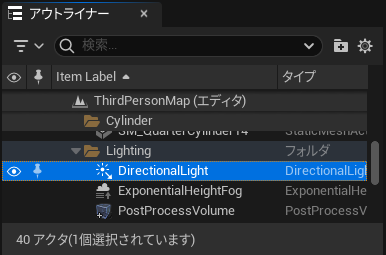 アウトライナー
検索...
Item Label
タイプ
ThirdPersonMap (エディタ)
Cylinder
SM_QuarterCylinder14
StaticMeshAc
Lighting
フォルダ
DirectionalLight
DirectionalLigh
ExponentialHeightFog
ExponentialHe
PostProcessVolume
PostProcessV
40 アクタ(1個選択されています)